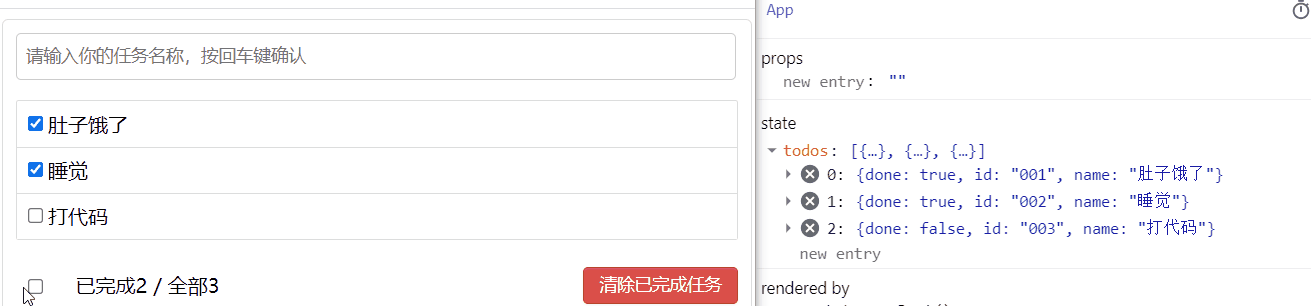 请输入你的任务名称，按回车键确认
肚子饿了
睡觉
打代码
已完成2 / 全部3
清除已完成任务
App
props
new entry: ""
state
todos: [{…}, {…}, {…}]
0: {done: true, id: "001", name: "肚子饿了"}
1: {done: true, id: "002", name: "睡觉"}
2: {done: false, id: "003", name: "打代码"}
new entry
rendered by